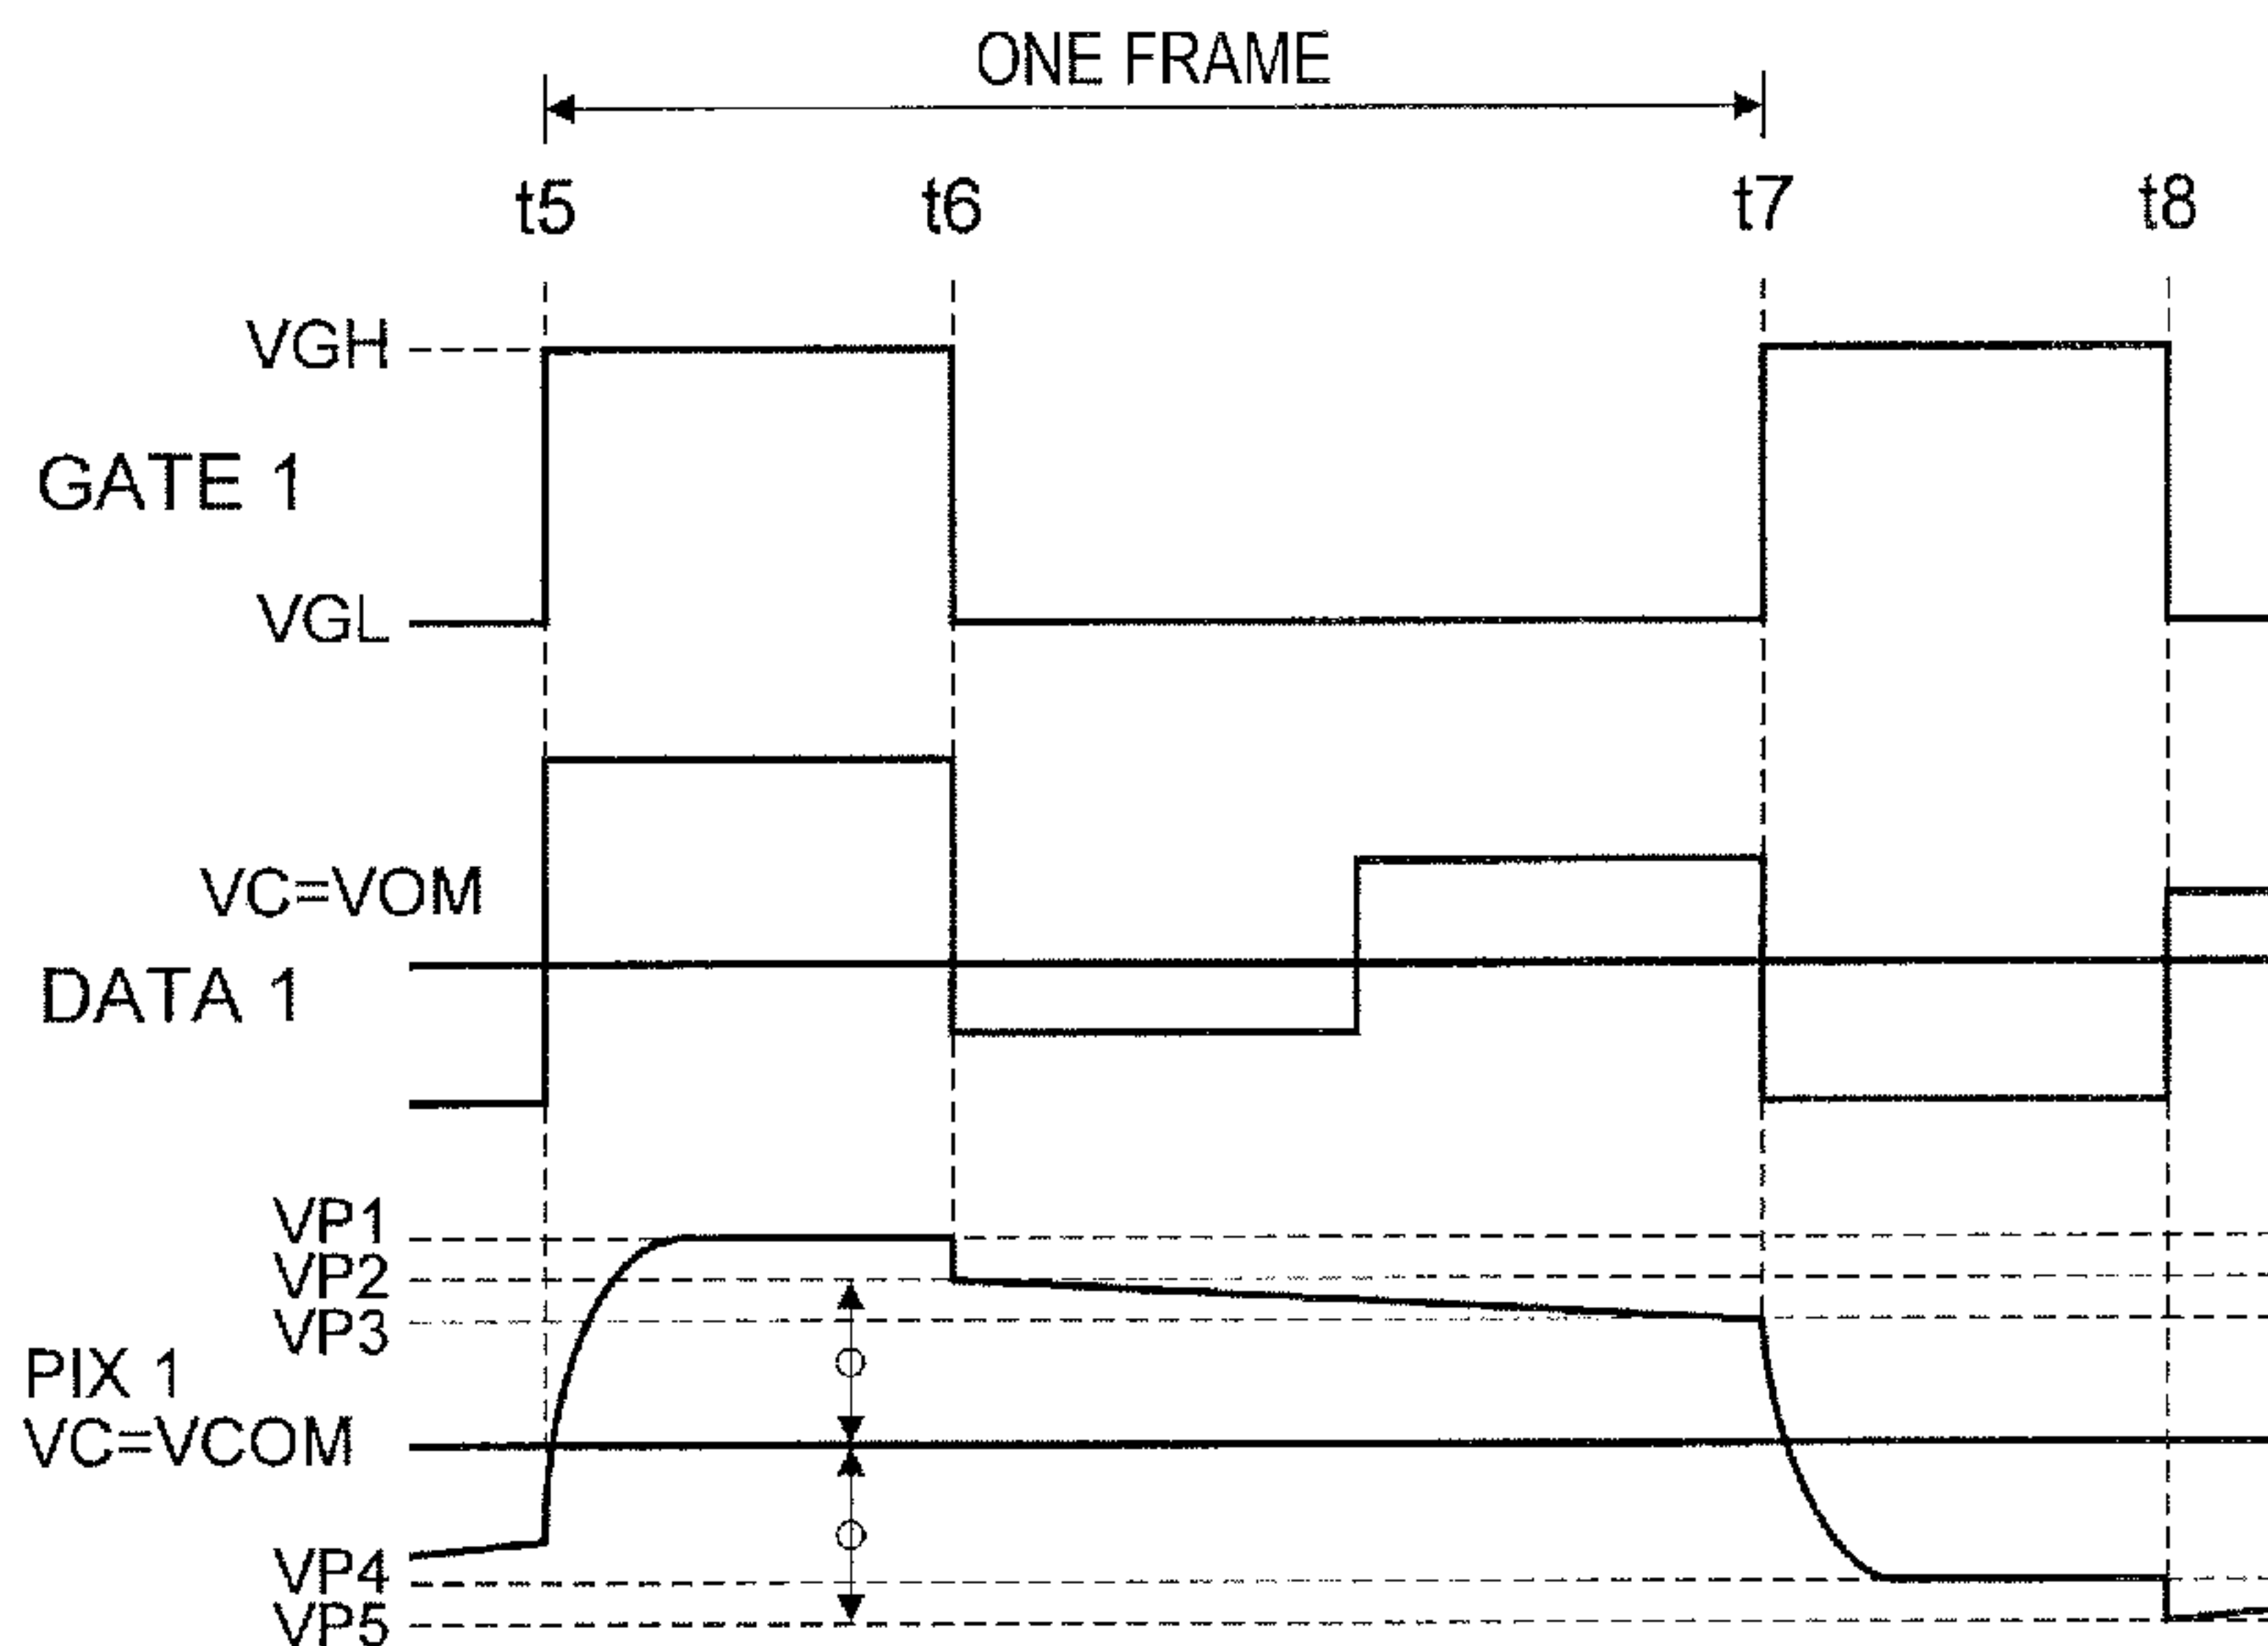 ONE FRAME
t5 t6 t7 t8
VGH
GATE 1
VGL
VC=VOM
DATA 1
VP1
VP2
VP3
PIX 1
VC=VCOM
VP4
VP5